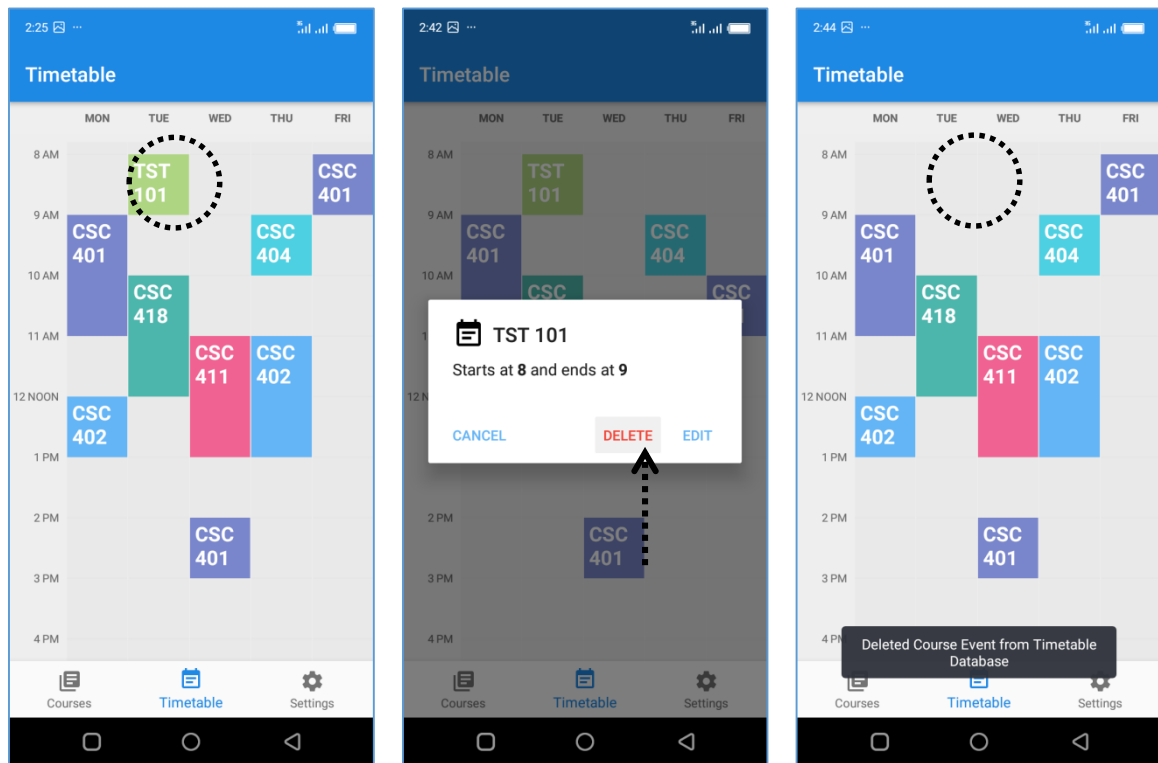 2:25 ...
Timetable
MON TUE WED THU FRI
8 AM
TST
101
CSC
401
9 AM
CSC
401
CSC
404
10 AM
CSC
418
11 AM
CSC
411
CSC
402
12 NOON
CSC
402
1 PM
2 PM
CSC
401
3 PM
4 PM
Courses Timetable Settings
2:42 ...
Timetable
MON TUE WED THU FRI
8 AM
TST
101
9 AM
CSC
401
CSC
404
10 AM
CSC
CSC
TST 101
Starts at 8 and ends at 9
CANCEL DELETE EDIT
2 PM
CSC
401
3 PM
4 PM
Courses Timetable Settings
2:44 ...
Timetable
MON TUE WED THU FRI
8 AM
CSC
401
9 AM
CSC
401
CSC
404
10 AM
CSC
418
11 AM
CSC
411
CSC
402
12 NOON
CSC
402
1 PM
2 PM
CSC
401
3 PM
Deleted Course Event from Timetable
Database
Courses Timetable Settings